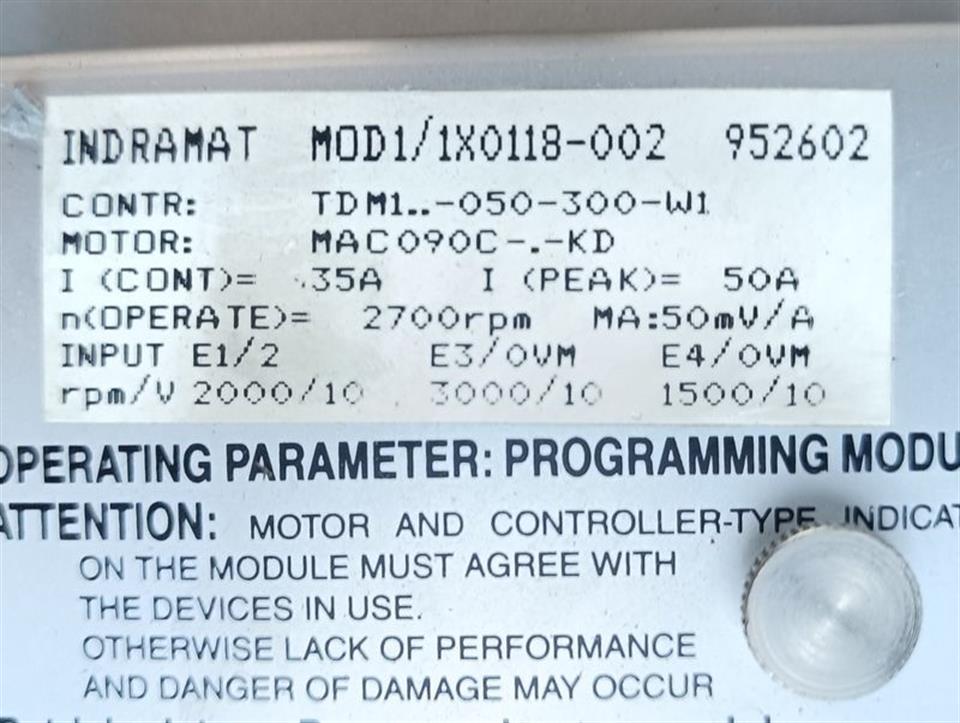 INDRAMAT MOD1/1X0118-002 952602
CONTR: TDM1..-050-300-W1
MOTOR: MAC090C-.-KD
I (CONT)= .35A I (PEAK)= 50A
n(OPERATE)= 2700rpm MA:50mV/A
INPUT E1/2 E3/0VM E4/0VM
rpm/V 2000/10 3000/10 1500/10
OPERATING PARAMETER: PROGRAMMING MODU
ATTENTION: MOTOR AND CONTROLLER-TYPE INDICAT
ON THE MODULE MUST AGREE WITH
THE DEVICES IN USE.
OTHERWISE LACK OF PERFORMANCE
AND DANGER OF DAMAGE MAY OCCUR